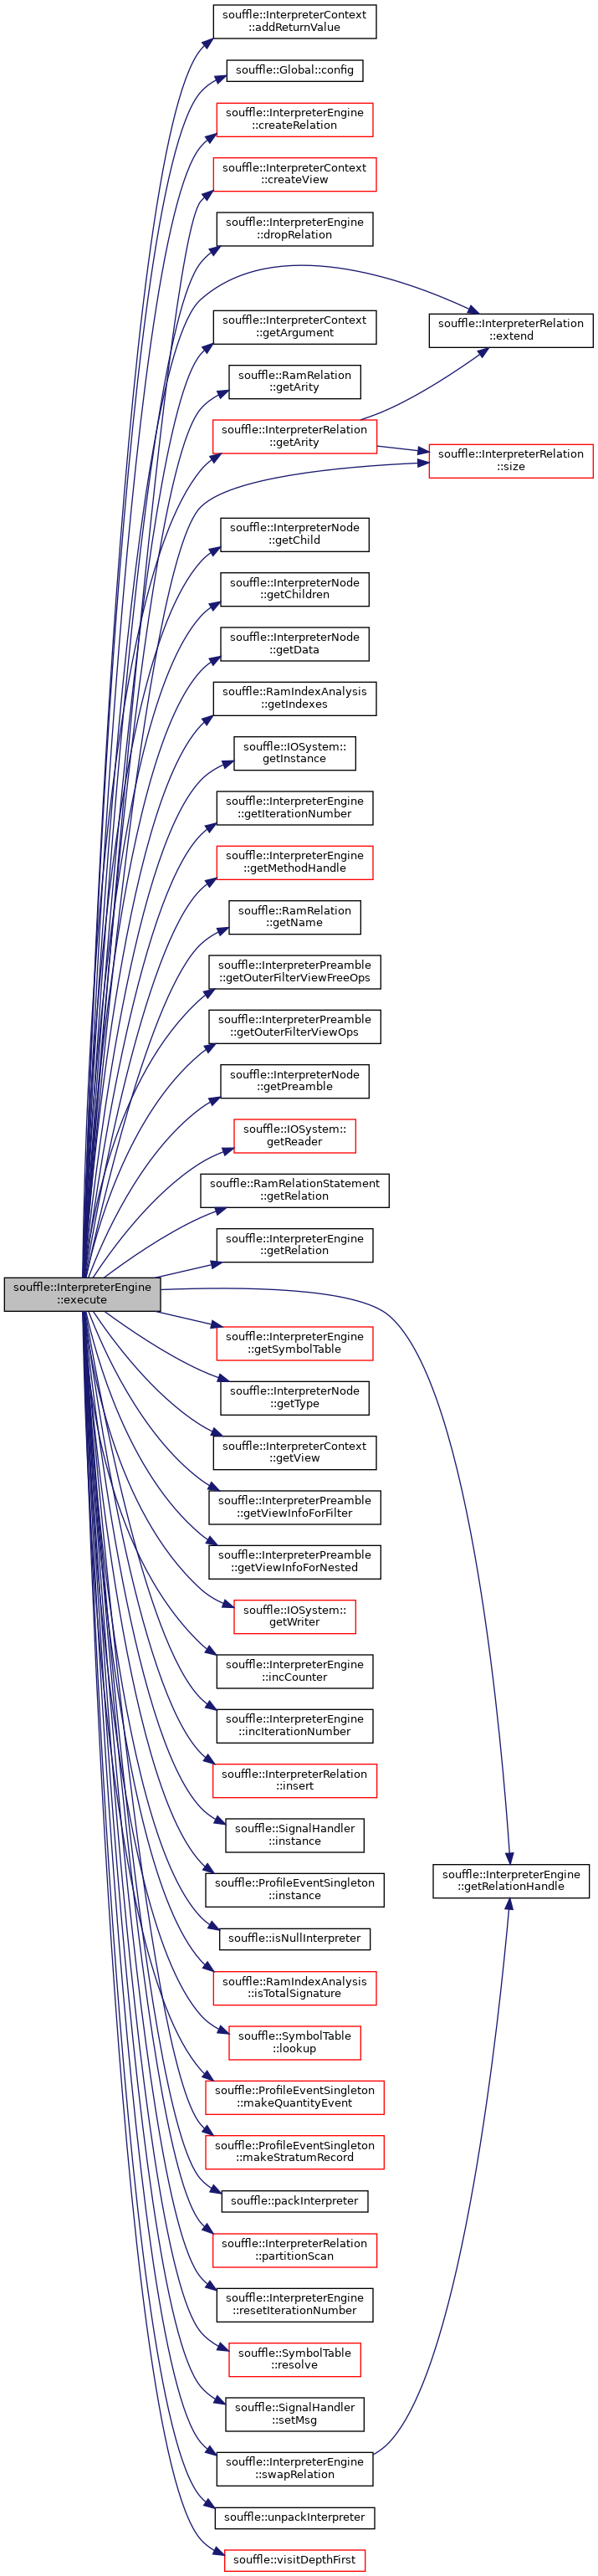 souffle::InterpreterContext
::addReturnValue
souffle::Global::config
souffle::InterpreterEngine
::createRelation
souffle::InterpreterContext
::createView
souffle::InterpreterEngine
::dropRelation
souffle::InterpreterContext
::getArgument
souffle::InterpreterRelation
::extend
souffle::RamRelation
::getArity
souffle::InterpreterRelation
::getArity
souffle::InterpreterRelation
::size
souffle::InterpreterNode
::getChild
souffle::InterpreterNode
::getChildren
souffle::InterpreterNode
::getData
souffle::RamIndexAnalysis
::getIndexes
souffle::IOSystem::
getInstance
souffle::InterpreterEngine
::getIterationNumber
souffle::InterpreterEngine
::getMethodHandle
souffle::RamRelation
::getName
souffle::InterpreterPreamble
::getOuterFilterViewFreeOps
souffle::InterpreterPreamble
::getOuterFilterViewOps
souffle::InterpreterNode
::getPreamble
souffle::IOSystem::
getReader
souffle::RamRelationStatement
::getRelation
souffle::InterpreterEngine
::getRelation
souffle::InterpreterEngine
::execute
souffle::InterpreterEngine
::getSymbolTable
souffle::InterpreterNode
::getType
souffle::InterpreterContext
::getView
souffle::InterpreterPreamble
::getViewInfoForFilter
souffle::InterpreterPreamble
::getViewInfoForNested
souffle::IOSystem::
getWriter
souffle::InterpreterEngine
::incCounter
souffle::InterpreterEngine
::incIterationNumber
souffle::InterpreterRelation
::insert
souffle::SignalHandler
::instance
souffle::ProfileEventSingleton
::instance
souffle::InterpreterEngine
::getRelationHandle
souffle::isNullInterpreter
souffle::RamIndexAnalysis
::isTotalSignature
souffle::SymbolTable
::lookup
souffle::ProfileEventSingleton
::makeQuantityEvent
souffle::ProfileEventSingleton
::makeStratumRecord
souffle::packInterpreter
souffle::InterpreterRelation
::partitionScan
souffle::InterpreterEngine
::resetIterationNumber
souffle::SymbolTable
::resolve
souffle::SignalHandler
::setMsg
souffle::InterpreterEngine
::swapRelation
souffle::unpackInterpreter
souffle::visitDepthFirst